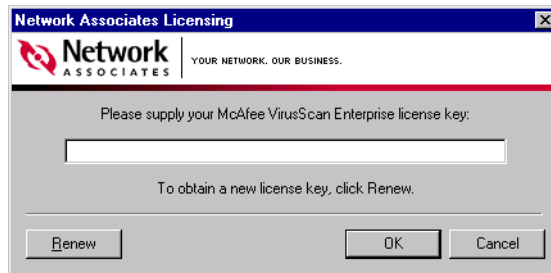 Network Associates Licensing
Network
ASSOCIATES
YOUR NETWORK. OUR BUSINESS.
Please supply your McAfee VirusScan Enterprise license key:
To obtain a new license key, click Renew.
Renew
OK
Cancel